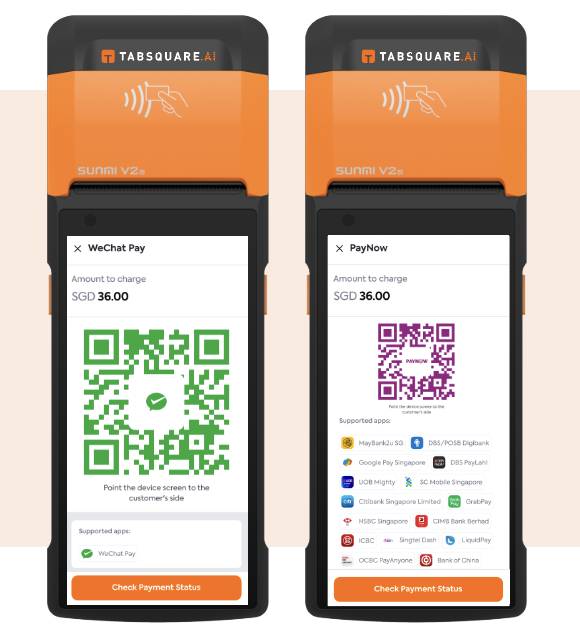 TABSQUARE.Ai
SUNMI V2s
WeChat Pay
Amount to charge
SGD 36.00
Point the device screen to the
customer's side
Supported apps:
WeChat Pay
Check Payment Status
TABSQUARE.Ai
SUNMI V2s
PayNow
Amount to charge
SGD 36.00
PAYNOW
Point the device screen to the
customer's side
Supported apps:
MayBank2u SG DBS/POSB Digibank
Google Pay Singapore DBS PayLah!
UOB Mighty SC Mobile Singapore
citi Citibank Singapore Limited Grab Pay GrabPay
HSBC Singapore CIMB Bank Berhad
ICBC Singtel Dash LiquidPay
OCBC PayAnyone Bank of China
Check Payment Status